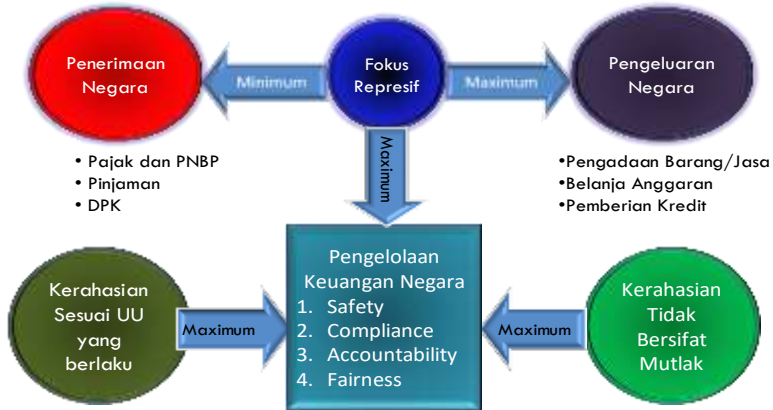 Penerimaan
Negara
Minimum
Fokus
Represif
Maximum
Pengeluaran
Negara
• Pajak dan PNBP
• Pinjaman
• DPK
Maximum
•Pengadaan Barang/Jasa
•Belanja Anggaran
•Pemberian Kredit
Kerahasian
Sesuai UU
yang
berlaku
Maximum
Pengelolaan
Keuangan Negara
1. Safety
2. Compliance
3. Accountability
4. Fairness
Maximum
Kerahasian
Tidak
Bersifat
Mutlak